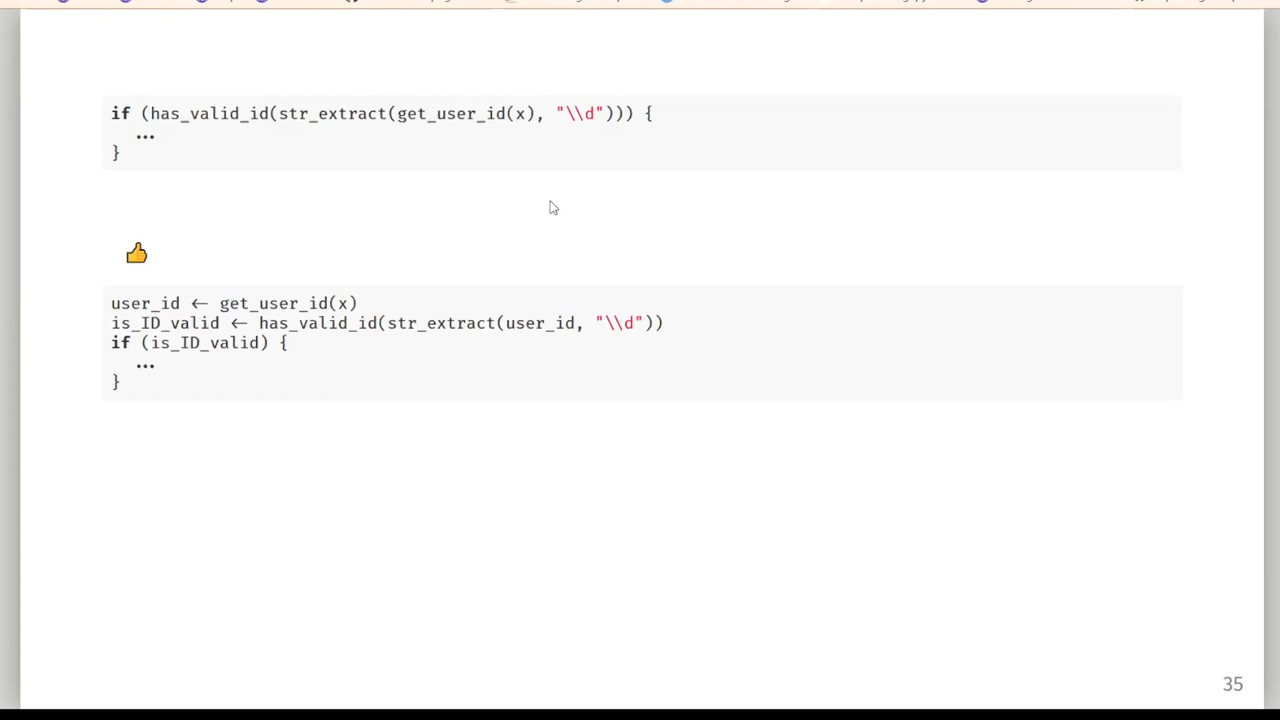 if (has_valid_id(str_extract(get_user_id(x), "\\d"))) {
...
}
👍
user_id ← get_user_id(x)
is_ID_valid ← has_valid_id(str_extract(user_id, "\\d"))
if (is_ID_valid) {
...
}
35